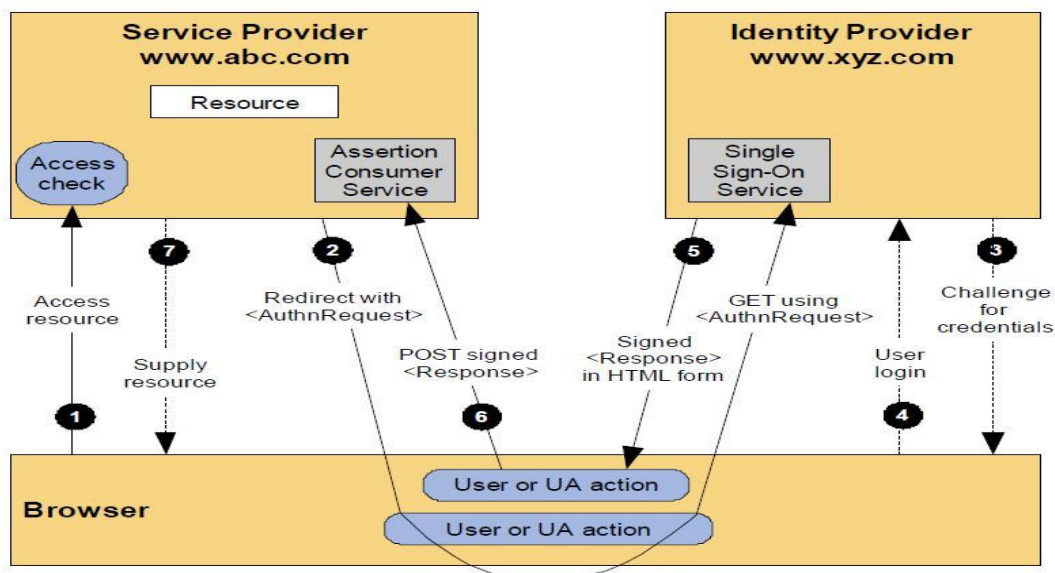 Service Provider
www.abc.com
Resource
Access
check
Assertion
Consumer
Service
Identity Provider
www.xyz.com
Single
Sign-On
Service
7
2
5
3
Access
resource
Redirect with
<AuthnRequest>
GET using
<AuthnRequest>
Challenge
for
credentials
Supply
resource
POST signed
<Response>
Signed
<Response>
in HTML form
User
login
1
6
4
Browser
User or UA action
User or UA action